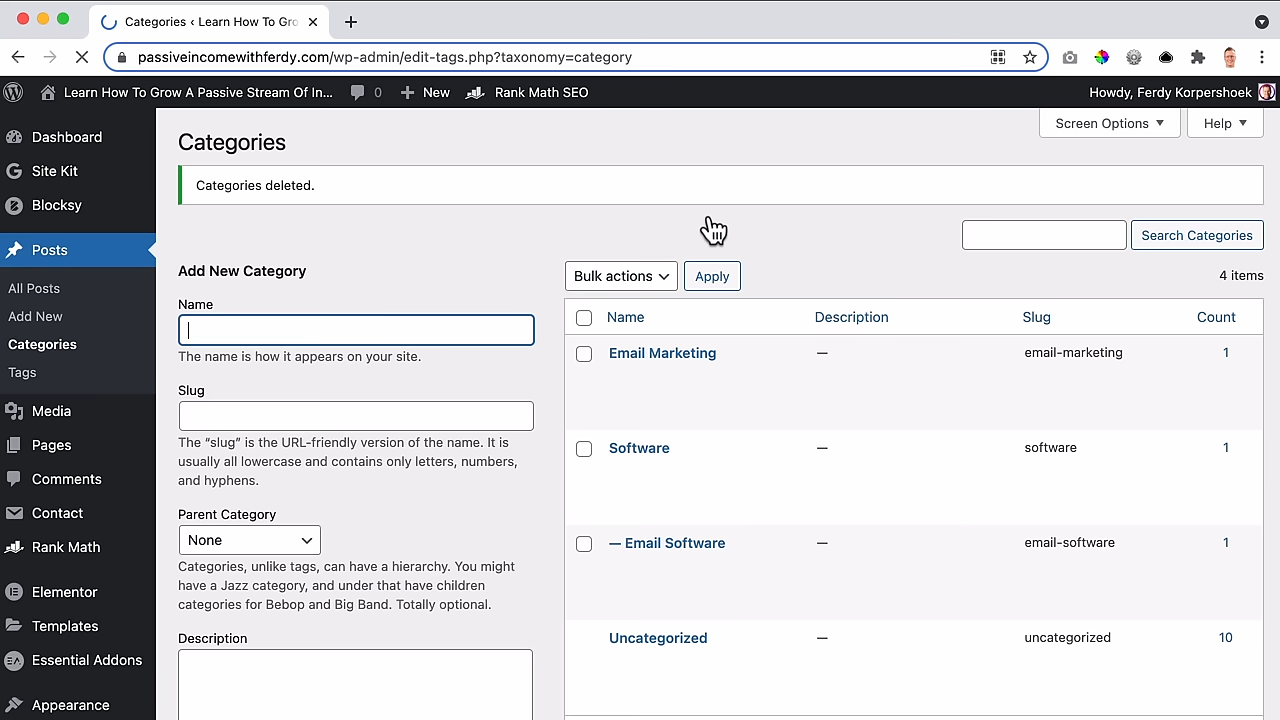 Categories ‹ Learn How To Gro
passiveincomewithferdy.com/wp-admin/edit-tags.php?taxonomy=category
Learn How To Grow A Passive Stream Of In... 0 New Rank Math SEO Howdy, Ferdy Korpershoek
Screen Options Help
Dashboard
Site Kit
Blocksy
Posts
All Posts
Add New
Categories
Tags
Media
Pages
Comments
Contact
Rank Math
Elementor
Templates
Essential Addons
Appearance
Categories
Categories deleted.
Search Categories
Add New Category
Name
The name is how it appears on your site.
Slug
The “slug” is the URL-friendly version of the name. It is
usually all lowercase and contains only letters, numbers,
and hyphens.
Parent Category
None
Categories, unlike tags, can have a hierarchy. You might
have a Jazz category, and under that have children
categories for Bebop and Big Band. Totally optional.
Description
Bulk actions Apply 4 items
Name Description Slug Count
Email Marketing — email-marketing 1
Software — software 1
— Email Software — email-software 1
Uncategorized — uncategorized 10